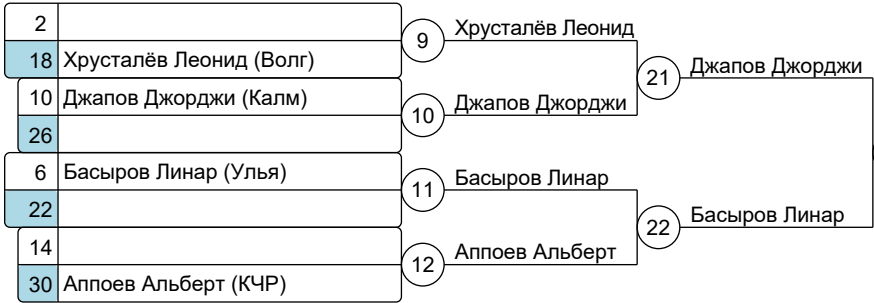 2
18 Хрусталёв Леонид (Волг)
10 Джапов Джорджи (Калм)
26
6 Басыров Линар (Улья)
22
14
30 Аппоев Альберт (КЧР)
9 Хрусталёв Леонид
10 Джапов Джорджи
11 Басыров Линар
12 Аппоев Альберт
21 Джапов Джорджи
22 Басыров Линар